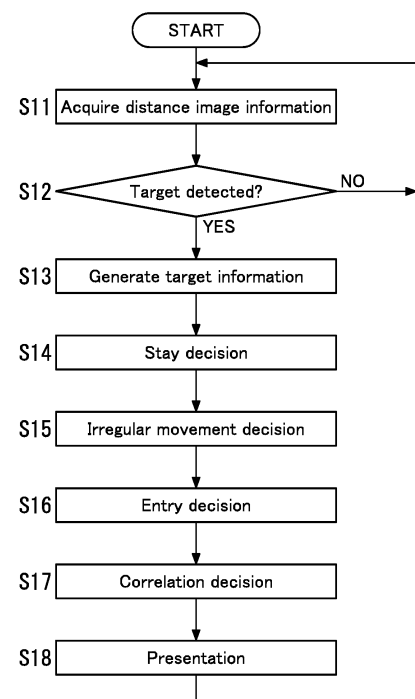 START
S11 Acquire distance image information
S12 Target detected? NO
YES
S13 Generate target information
S14 Stay decision
S15 Irregular movement decision
S16 Entry decision
S17 Correlation decision
S18 Presentation